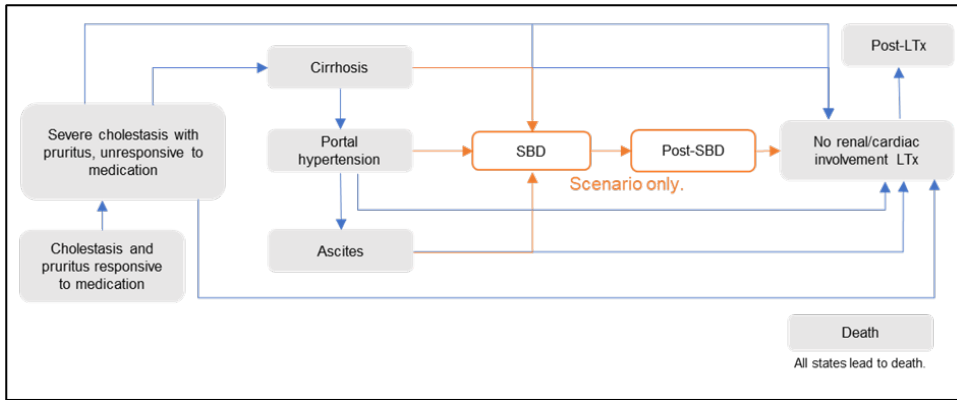 Post-LTx
Cirrhosis
Severe cholestasis with
pruritus, unresponsive to
medication
Portal
hypertension
SBD
Post-SBD
No renal/cardiac
involvement LTx
Scenario only.
Cholestasis and
pruritus responsive
to medication
Ascites
Death
All states lead to death.